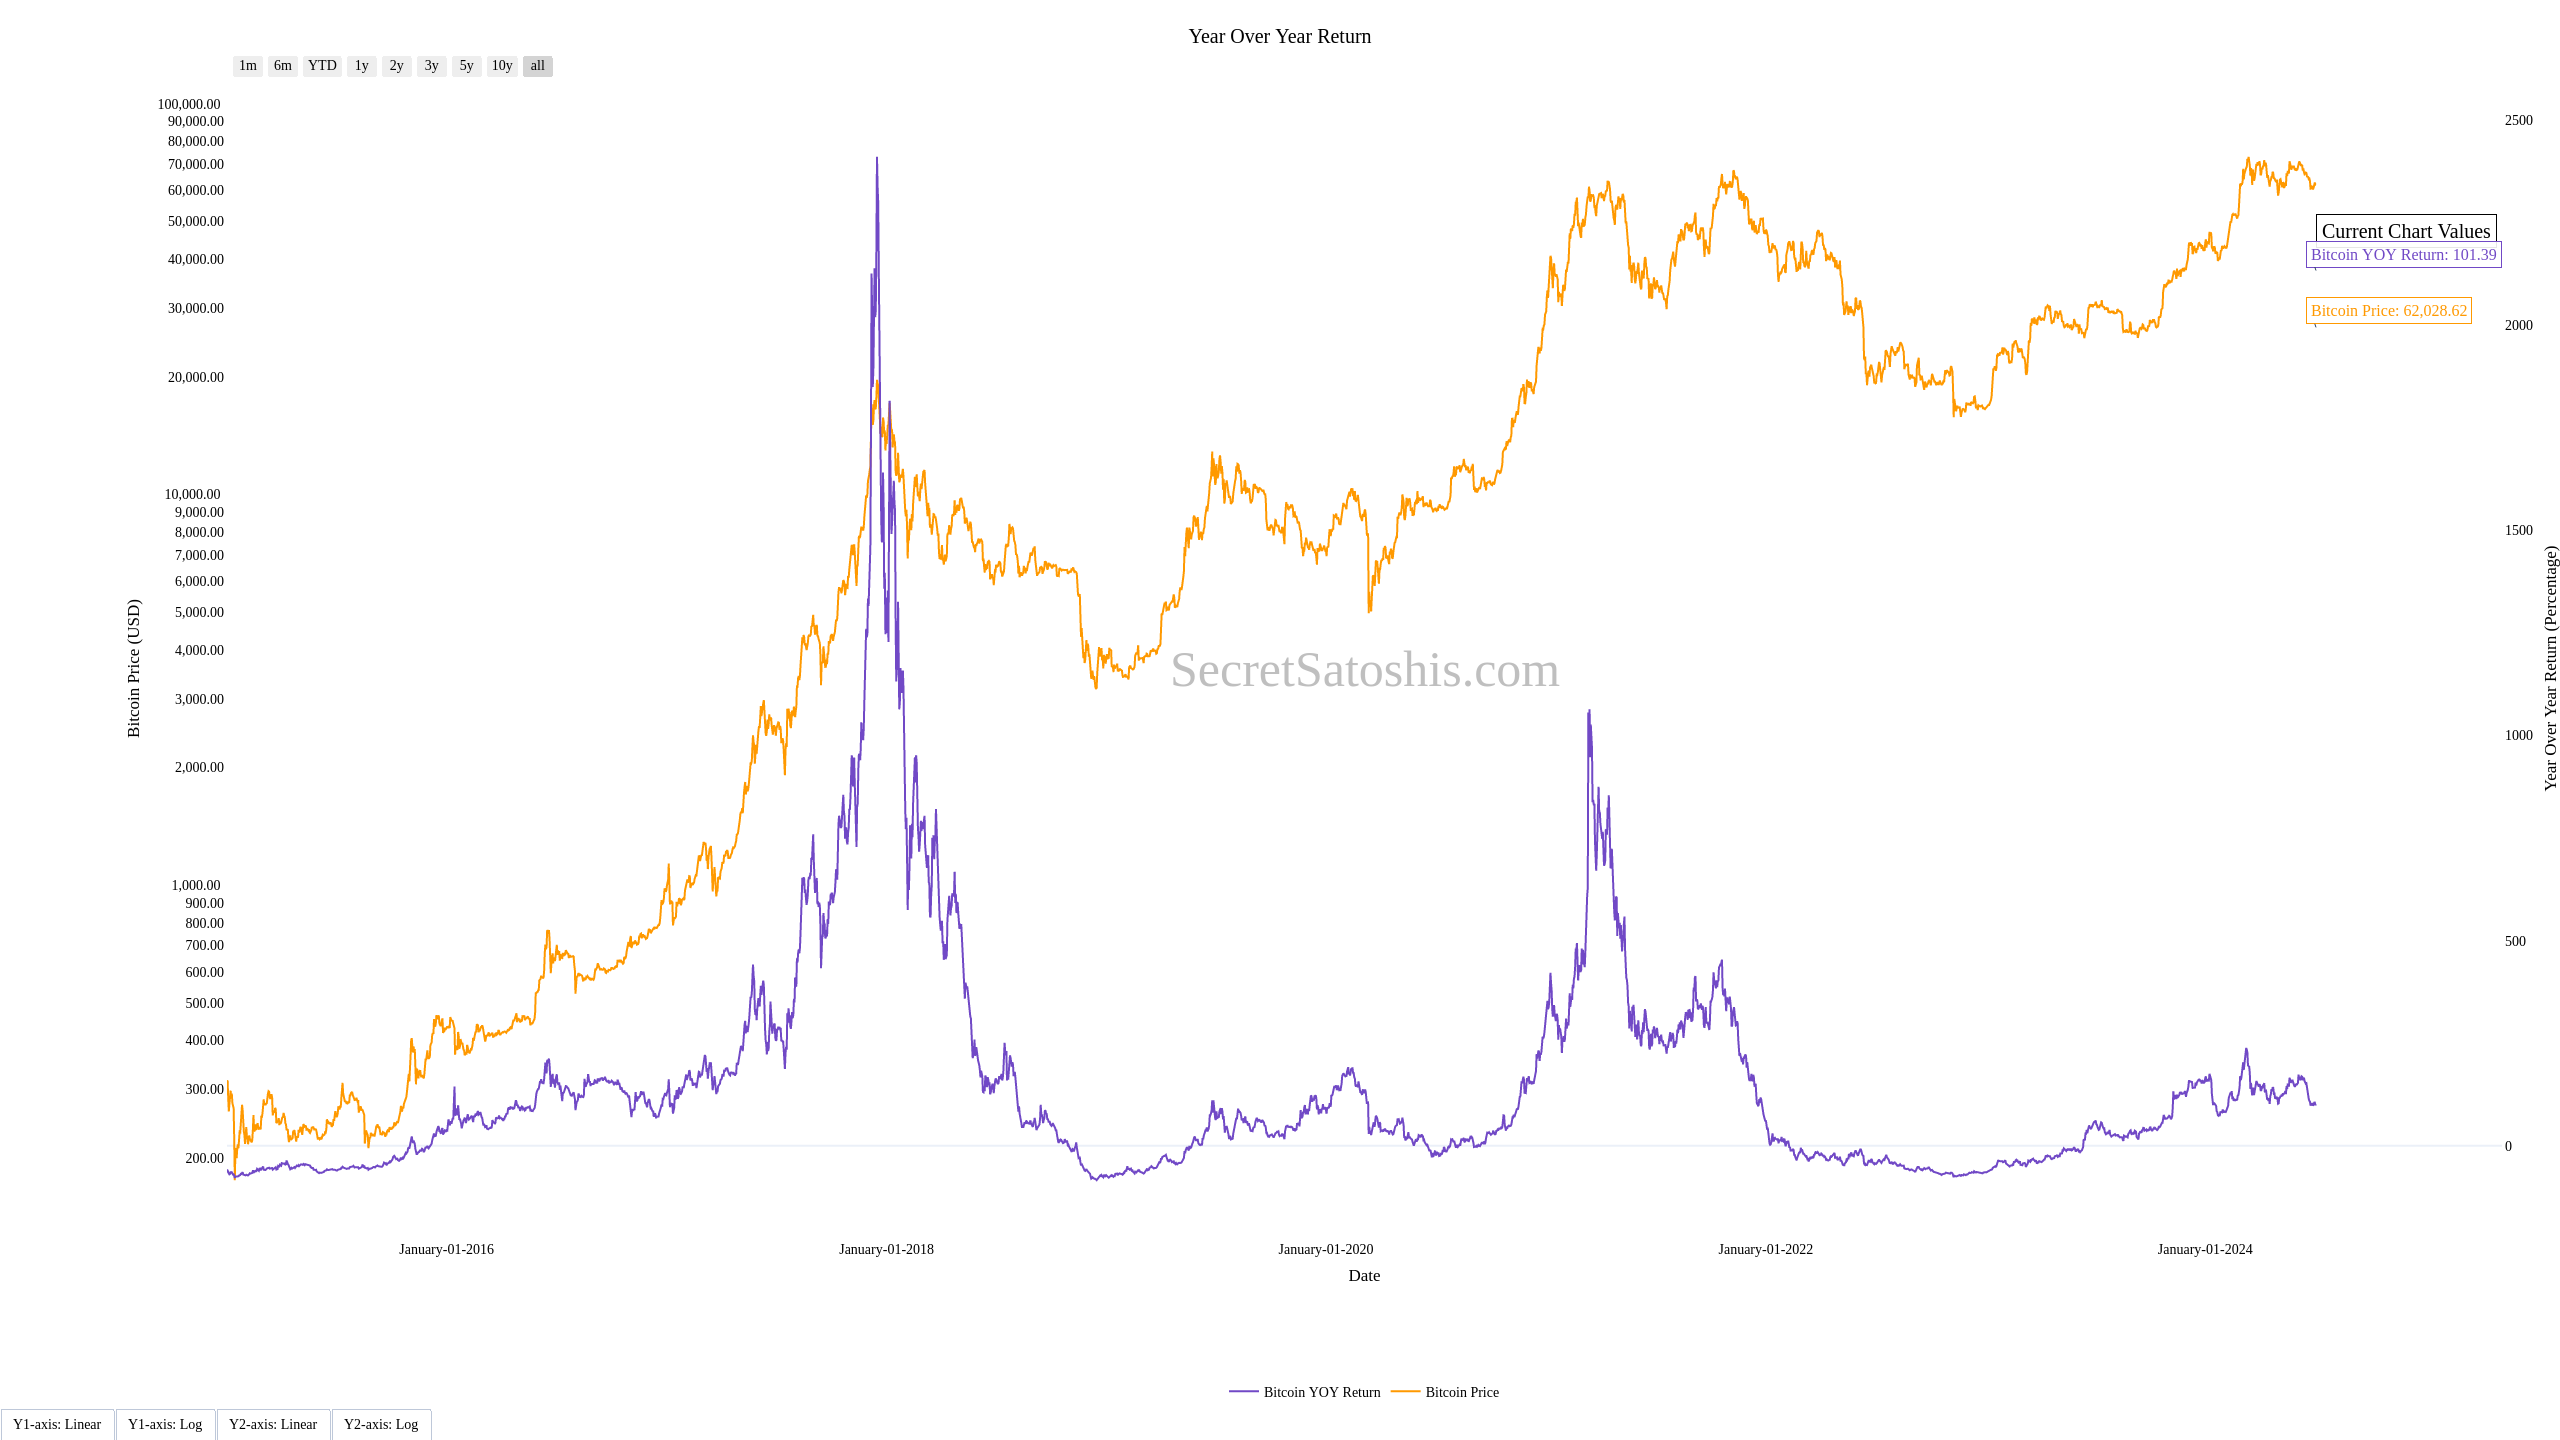 Year Over Year Return
1m 6m YTD 1y 2y 3y 5y 10y all
100,000.00
90,000.00
80,000.00
70,000.00
60,000.00
50,000.00
40,000.00
30,000.00
20,000.00
10,000.00
9,000.00
8,000.00
7,000.00
6,000.00
5,000.00
4,000.00
3,000.00
2,000.00
1,000.00
900.00
800.00
700.00
600.00
500.00
400.00
300.00
200.00
Bitcoin Price (USD)
2500
2000
1500
1000
500
0
Year Over Year Return (Percentage)
Current Chart Values
Bitcoin YOY Return: 101.39
Bitcoin Price: 62,028.62
SecretSatoshis.com
January-01-2016 January-01-2018 January-01-2020 January-01-2022 January-01-2024
Date
Bitcoin YOY Return Bitcoin Price
Y1-axis: Linear Y1-axis: Log Y2-axis: Linear Y2-axis: Log